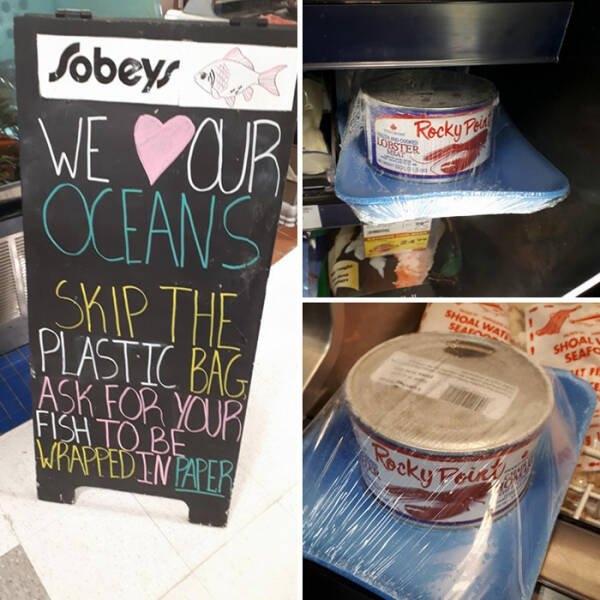 Sobeys
WE OUR
OCEANS
SKIP THE
PLASTIC BAG
ASK FOR YOUR
FISH TO BE
WRAPPED IN PAPER
Rocky Point
LOBSTER
MEAT
SHOAL
SEAFOOD
SHOAL
SEAFO
Rocky Point